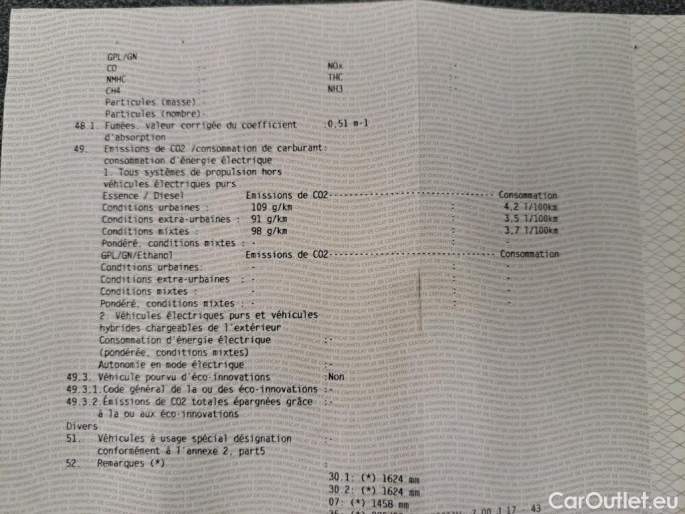 GPL/GN
CO : NOx :-
NMHC : THC :-
CH4 : NH3 :-
Particules (masse)
Particules (nombre)-
48 1. Fumées, valeur corrigée du coefficient :0,51 m-1
d'absorption
49. Emissions de CO2 /consommation de carburant:
consommation d'énergie électrique
1. Tous systèmes de propulsion hors
véhicules électriques purs
Essence / Diesel Emissions de CO2 Consommation
Conditions urbaines : 109 g/km : 4,2 l/100km
Conditions extra-urbaines : 91 g/km : 3,5 l/100km
Conditions mixtes : 98 g/km : 3,7 l/100km
Pondéré, conditions mixtes : - : -
GPL/GN/Ethanol Emissions de CO2 Consommation
Conditions urbaines: - : -
Conditions extra-urbaines : - : -
Conditions mixtes : - : -
Pondéré, conditions mixtes : - : -
2. Véhicules électriques purs et véhicules
hybrides chargeables de l'extérieur
Consommation d'énergie électrique :-
(pondérée, conditions mixtes)
Autonomie en mode électrique :-
49.3. Véhicule pourvu d'éco-innovations :Non
49.3.1.Code général de la ou des éco-innovations :-
49.3.2.Émissions de CO2 totales épargnées grâce :-
à la ou aux éco-innovations
Divers
51. Véhicules à usage spécial désignation :-
conformément à l'annexe 2, part5
52. Remarques (*) :
30.1: (*) 1624 mm
30.2: (*) 1624 mm
07: (*) 1458 mm
CarOutlet.eu